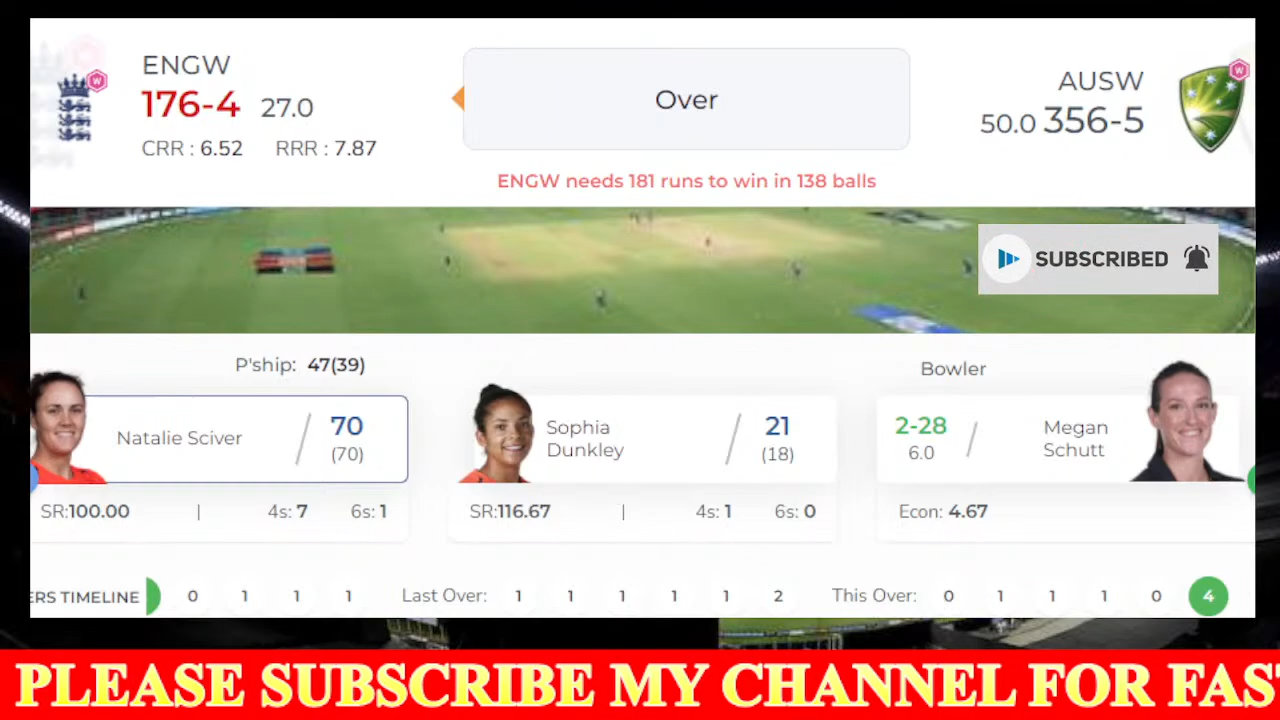 ENGW
176-4 27.0
CRR : 6.52 RRR : 7.87
Over
ENGW needs 181 runs to win in 138 balls
AUSW
50.0 356-5
W
W
SUBSCRIBED
P'ship: 47(39)
Natalie Sciver 70 (70)
SR:100.00 | 4s: 7 6s: 1
Sophia Dunkley 21 (18)
SR:116.67 | 4s: 1 6s: 0
Bowler
2-28 6.0 Megan Schutt
Econ: 4.67
ERS TIMELINE 0 1 1 1 Last Over: 1 1 1 1 1 2 This Over: 0 1 1 1 0 4
PLEASE SUBSCRIBE MY CHANNEL FOR FAS